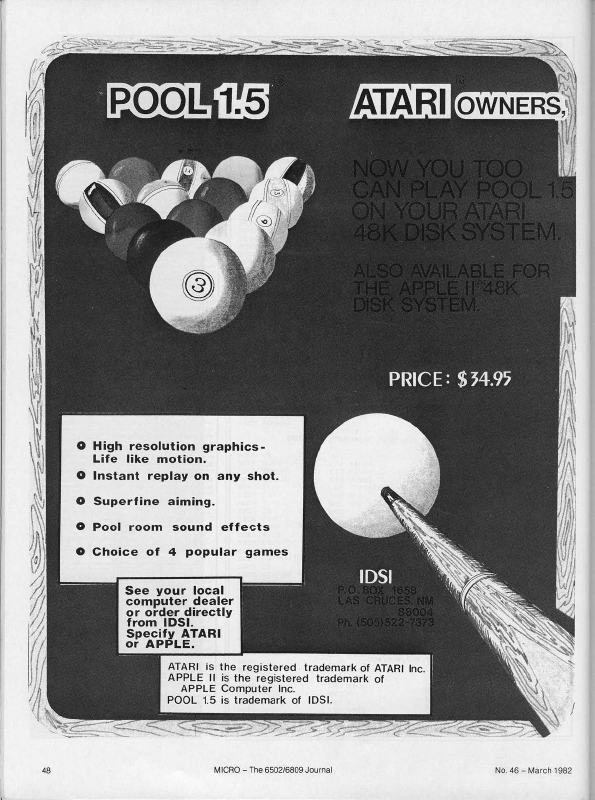 POOL 1.5
ATARI OWNERS,
NOW YOU TOO
CAN PLAY POOL 1.5
ON YOUR ATARI
48K DISK SYSTEM.
ALSO AVAILABLE FOR
THE APPLE II 48K
DISK SYSTEM.
3
PRICE: $34.95
High resolution graphics-
Life like motion.
Instant replay on any shot.
Superfine aiming.
Pool room sound effects
Choice of 4 popular games
See your local
computer dealer
or order directly
from IDSI.
Specify ATARI
or APPLE.
IDSI
P.O. BOX 1658
LAS CRUCES, NM
88004
Ph. (505)522-7373
ATARI is the registered trademark of ATARI Inc.
APPLE II is the registered trademark of
APPLE Computer Inc.
POOL 1.5 is trademark of IDSI.
48
MICRO – The 6502/6809 Journal
No. 46 – March 1982